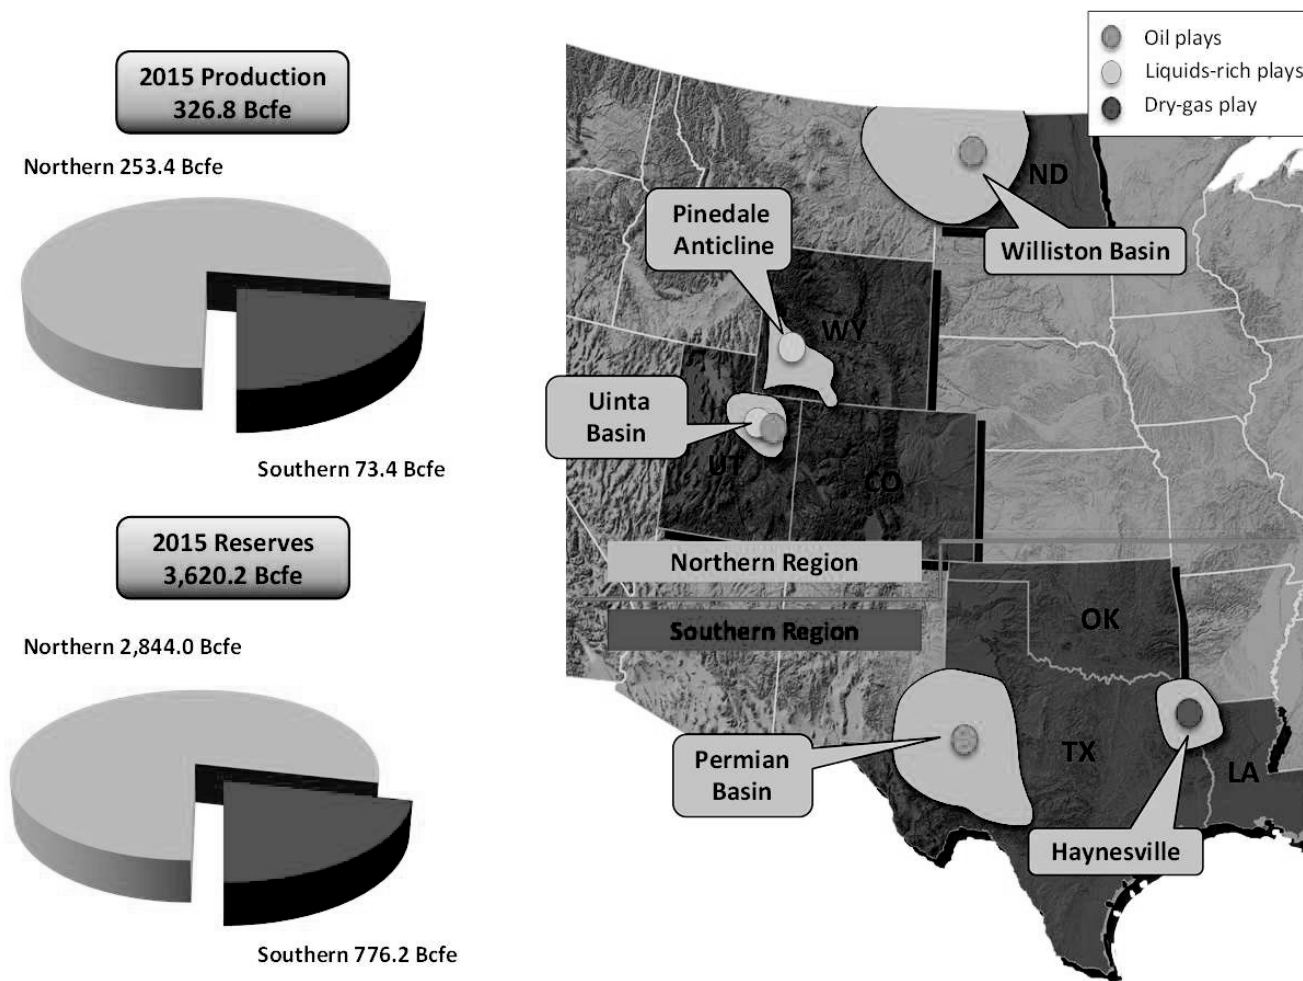 2015 Production
326.8 Bcfe
Northern 253.4 Bcfe
Southern 73.4 Bcfe
2015 Reserves
3,620.2 Bcfe
Northern 2,844.0 Bcfe
Southern 776.2 Bcfe
Oil plays
Liquids-rich plays
Dry-gas play
ND
Pinedale
Anticline
Williston Basin
WY
Uinta
Basin
UT
CO
Northern Region
Southern Region
OK
Permian
Basin
TX
LA
Haynesville